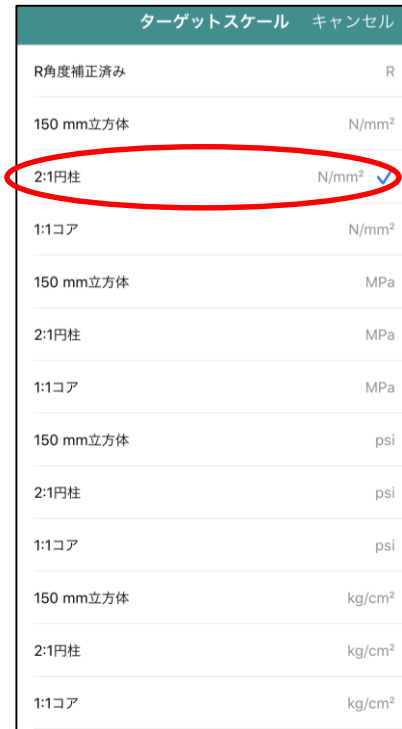 ターゲットスケール キャンセル
R角度補正済み R
150 mm立方体 N/mm²
2:1円柱 N/mm²
1:1コア N/mm²
150 mm立方体 MPa
2:1円柱 MPa
1:1コア MPa
150 mm立方体 psi
2:1円柱 psi
1:1コア psi
150 mm立方体 kg/cm²
2:1円柱 kg/cm²
1:1コア kg/cm²